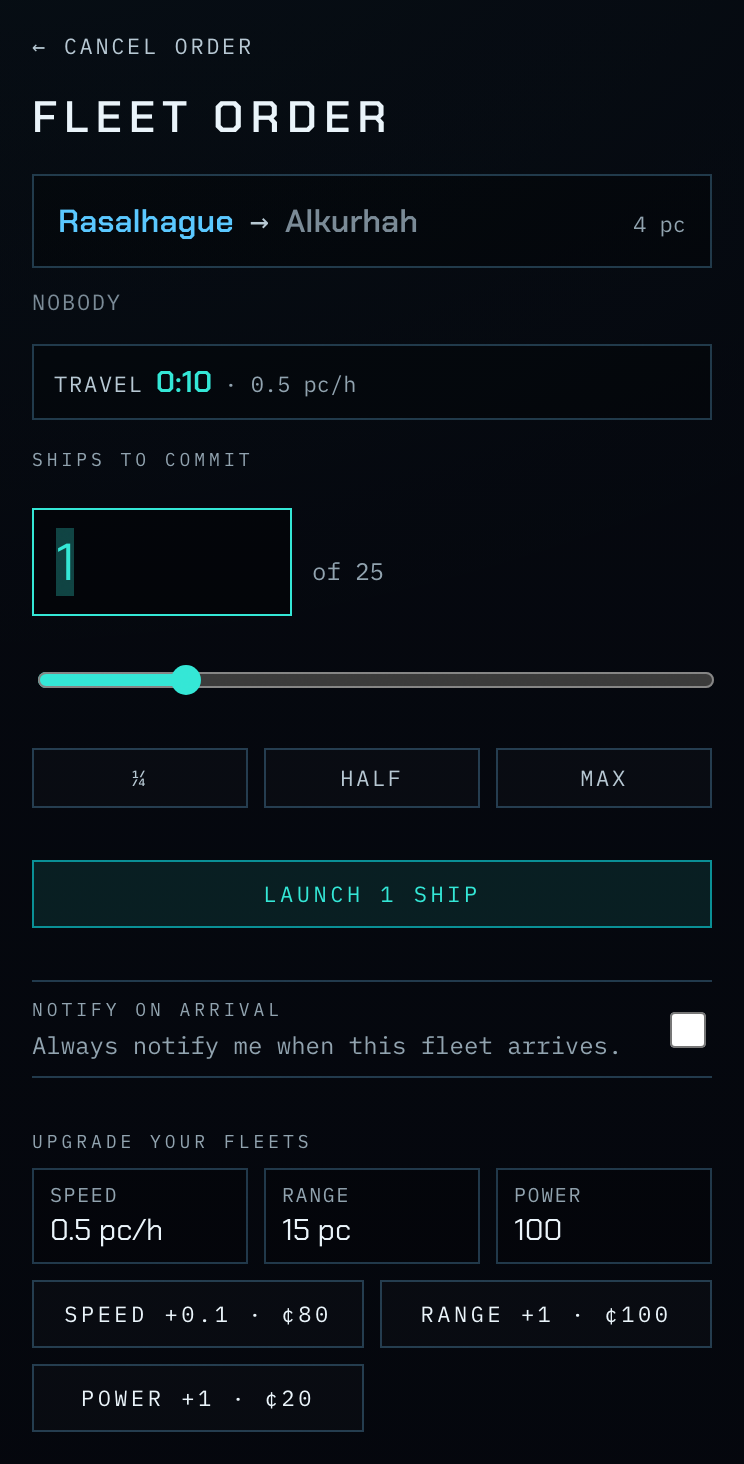 ← CANCEL ORDER
FLEET ORDER
Rasalhague → Alkurhah 4 pc
NOBODY
TRAVEL 0:10 · 0.5 pc/h
SHIPS TO COMMIT
1 of 25
¼ HALF MAX
LAUNCH 1 SHIP
NOTIFY ON ARRIVAL
Always notify me when this fleet arrives.
UPGRADE YOUR FLEETS
SPEED RANGE POWER
0.5 pc/h 15 pc 100
SPEED +0.1 · ¢80 RANGE +1 · ¢100
POWER +1 · ¢20